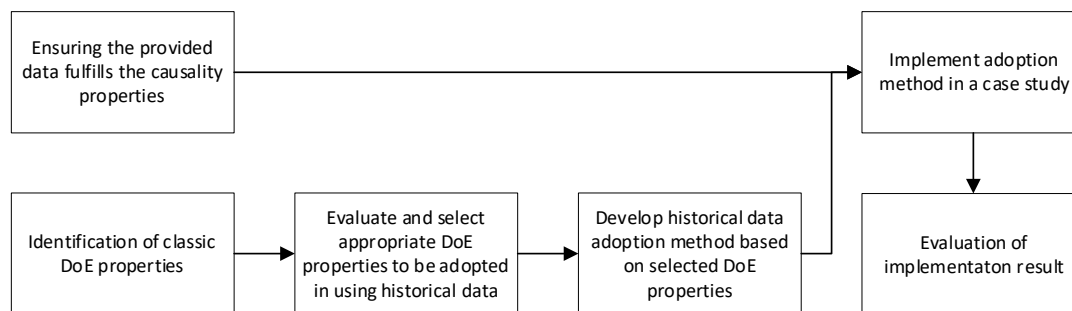 Ensuring the provided
data fulfills the causality
properties
Implement adoption
method in a case study
Identification of classic
DoE properties
Evaluate and select
appropriate DoE
properties to be adopted
in using historical data
Develop historical data
adoption method based
on selected DoE
properties
Evaluation of
implementaton result